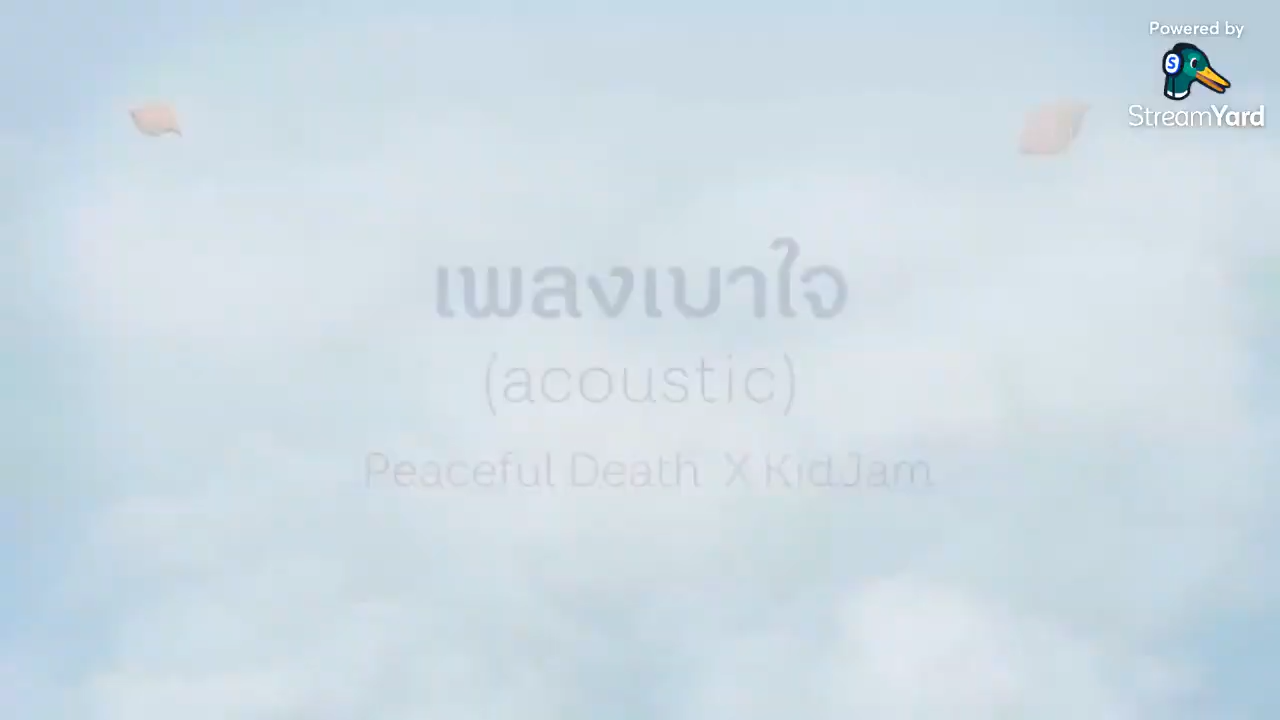 Powered by
StreamYard
เพลงเบาใจ
(acoustic)
Peaceful Death X KidJam